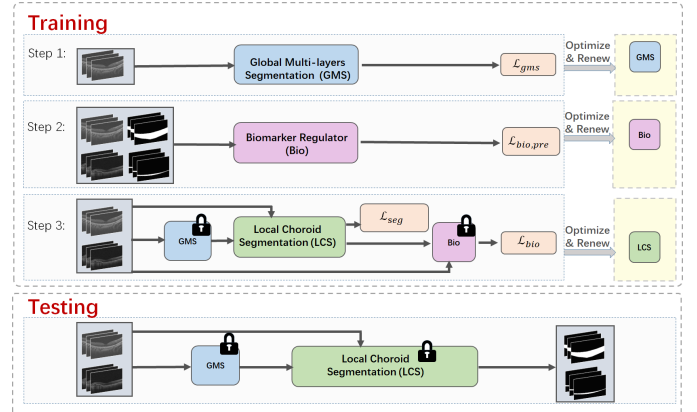 Training
Step 1:
Global Multi-layers
Segmentation (GMS)
ℒgms
Optimize
& Renew
GMS
Step 2:
Biomarker Regulator
(Bio)
ℒbio,pre
Optimize
& Renew
Bio
Step 3:
GMS
Local Choroid
Segmentation (LCS)
ℒseg
Bio
ℒbio
Optimize
& Renew
LCS
Testing
GMS
Local Choroid
Segmentation (LCS)